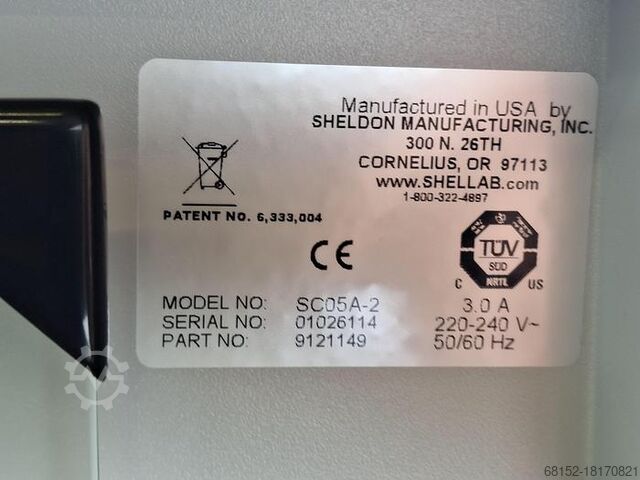 Manufactured in USA by
SHELDON MANUFACTURING, INC.
300 N. 26TH
CORNELIUS, OR 97113
www.SHELLAB.com
1-800-322-4897
PATENT NO. 6,333,004
CE
TÜV
SÜD
C NRTL US
MODEL NO: SC05A-2 3.0 A
SERIAL NO: 01026114 220-240 V~
PART NO: 9121149 50/60 Hz
68152-18170821